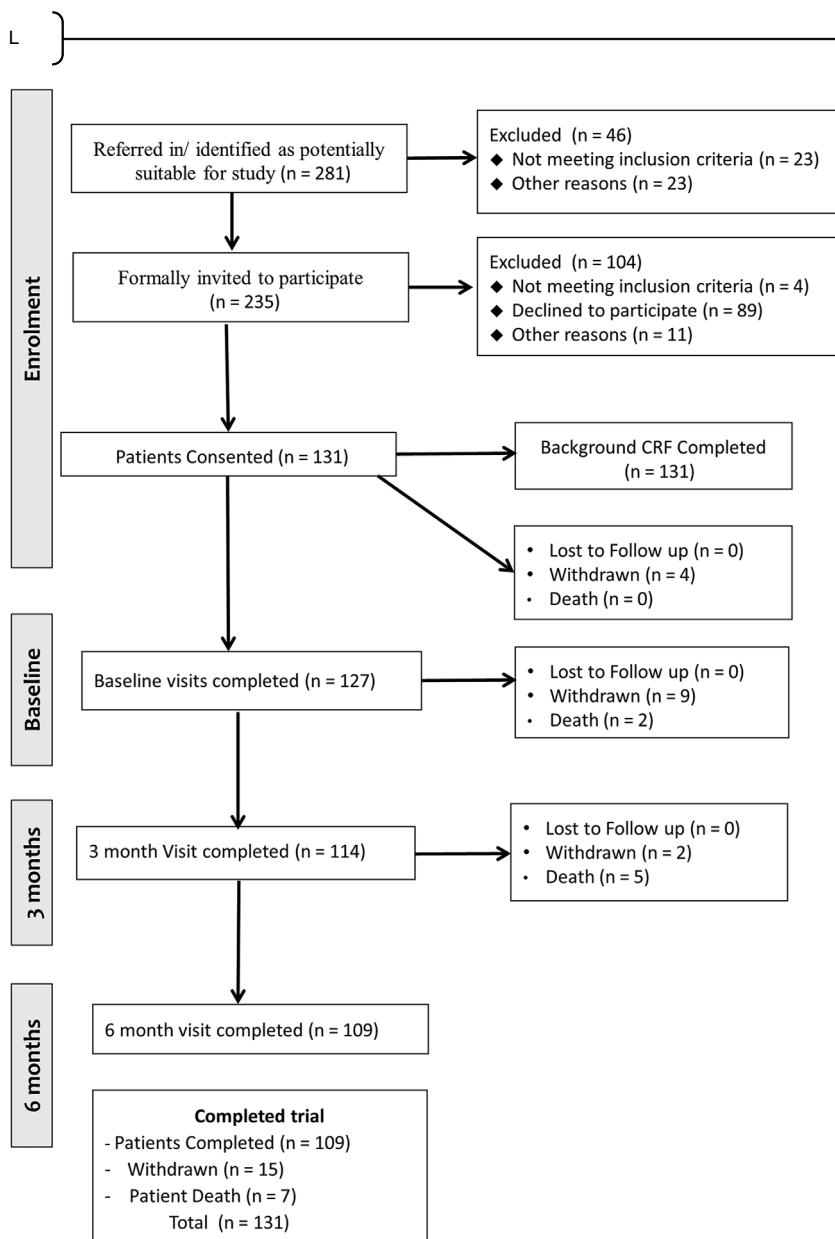 L
Enrolment
Referred in/ identified as potentially
suitable for study (n = 281)
Excluded (n = 46)
◆ Not meeting inclusion criteria (n = 23)
◆ Other reasons (n = 23)
Formally invited to participate
(n = 235)
Excluded (n = 104)
◆ Not meeting inclusion criteria (n = 4)
◆ Declined to participate (n = 89)
◆ Other reasons (n = 11)
Patients Consented (n = 131)
Background CRF Completed
(n = 131)
• Lost to Follow up (n = 0)
• Withdrawn (n = 4)
• Death (n = 0)
Baseline
Baseline visits completed (n = 127)
• Lost to Follow up (n = 0)
• Withdrawn (n = 9)
• Death (n = 2)
3 months
3 month Visit completed (n = 114)
• Lost to Follow up (n = 0)
• Withdrawn (n = 2)
• Death (n = 5)
6 months
6 month visit completed (n = 109)
Completed trial
- Patients Completed (n = 109)
- Withdrawn (n = 15)
- Patient Death (n = 7)
Total (n = 131)